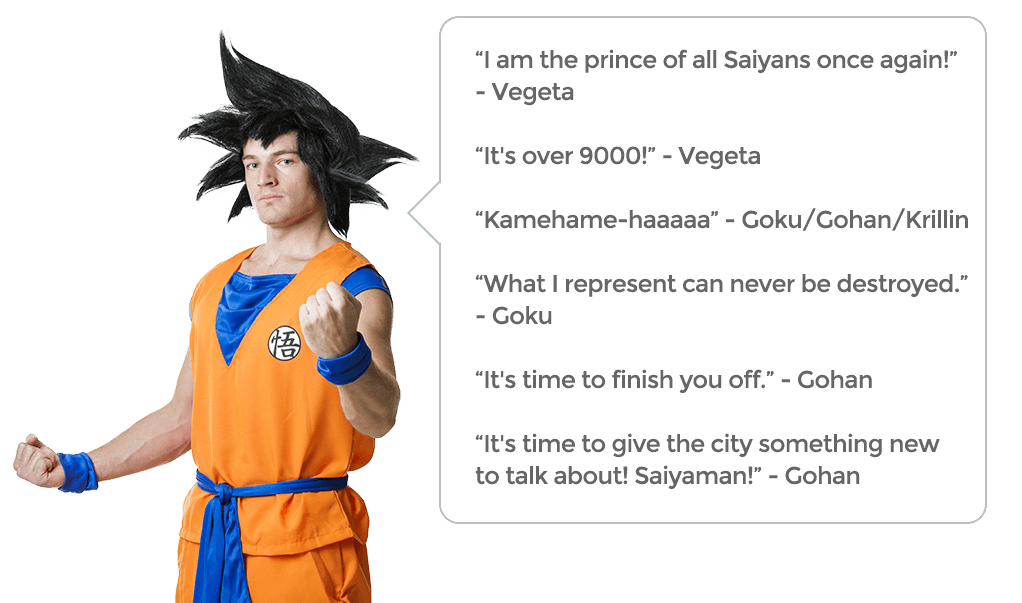 悟
“I am the prince of all Saiyans once again!”
- Vegeta
“It's over 9000!” - Vegeta
“Kamehame-haaaaa” - Goku/Gohan/Krillin
“What I represent can never be destroyed.”
- Goku
“It's time to finish you off.” - Gohan
“It's time to give the city something new
to talk about! Saiyaman!” - Gohan